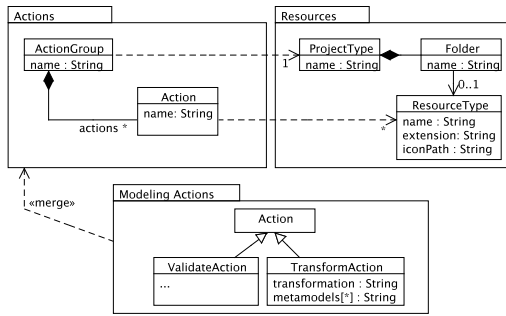 Actions
Resources
ActionGroup
name : String
ProjectType
name : String
Folder
name : String
1
0..1
Action
name: String
actions *
*
ResourceType
name : String
extension: String
iconPath : String
«merge»
Modeling Actions
Action
ValidateAction
...
TransformAction
transformation : String
metamodels[*] : String